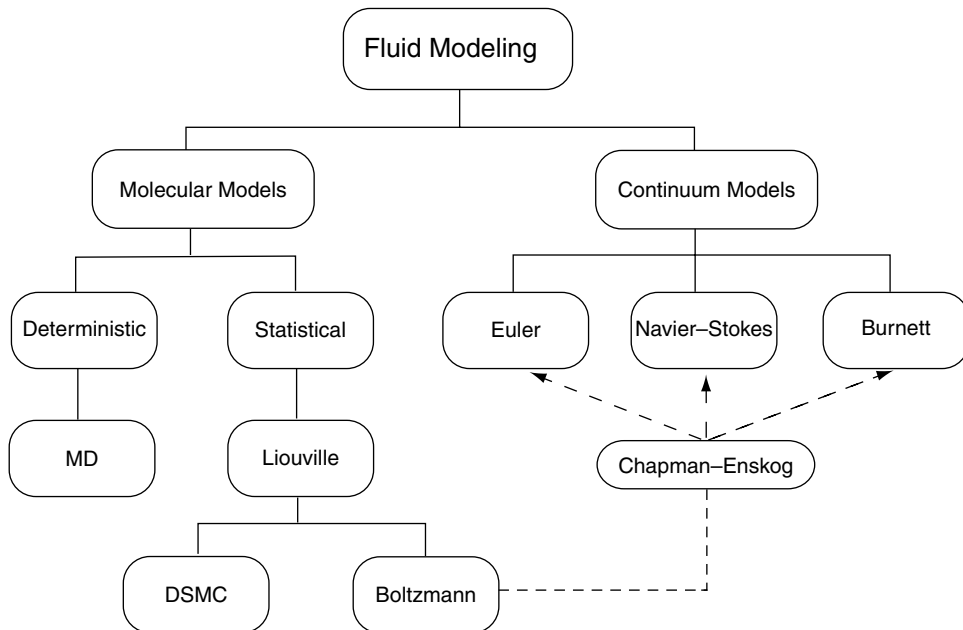 Fluid Modeling
Molecular Models
Continuum Models
Deterministic
Statistical
Euler
Navier–Stokes
Burnett
MD
Liouville
Chapman–Enskog
DSMC
Boltzmann